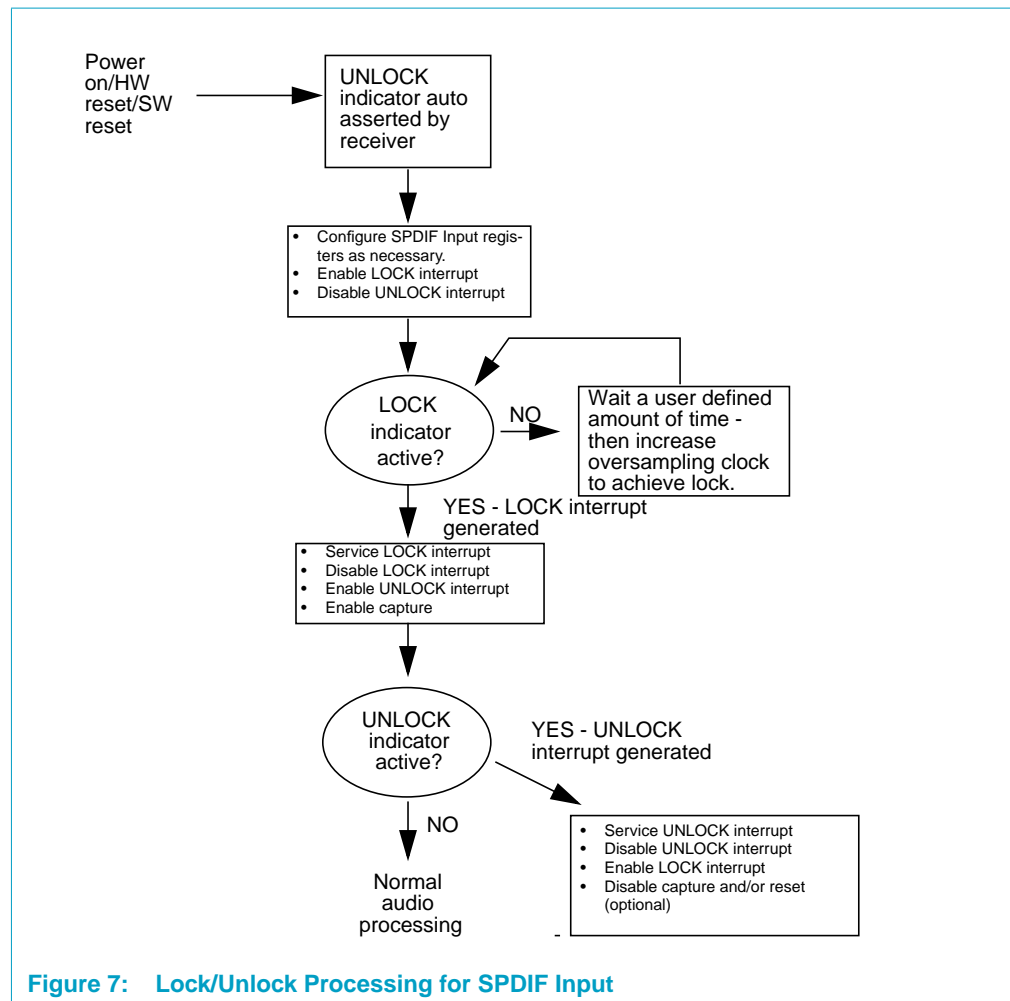 Power
on/HW
reset/SW
reset
UNLOCK
indicator auto
asserted by
receiver
• Configure SPDIF Input regis-
ters as necessary.
• Enable LOCK interrupt
• Disable UNLOCK interrupt
LOCK
indicator
active?
NO
Wait a user defined
amount of time -
then increase
oversampling clock
to achieve lock.
YES - LOCK interrupt
generated
• Service LOCK interrupt
• Disable LOCK interrupt
• Enable UNLOCK interrupt
• Enable capture
UNLOCK
indicator
active?
YES - UNLOCK
interrupt generated
NO
• Service UNLOCK interrupt
• Disable UNLOCK interrupt
• Enable LOCK interrupt
• Disable capture and/or reset
(optional)
Normal
audio
processing
Figure 7: Lock/Unlock Processing for SPDIF Input